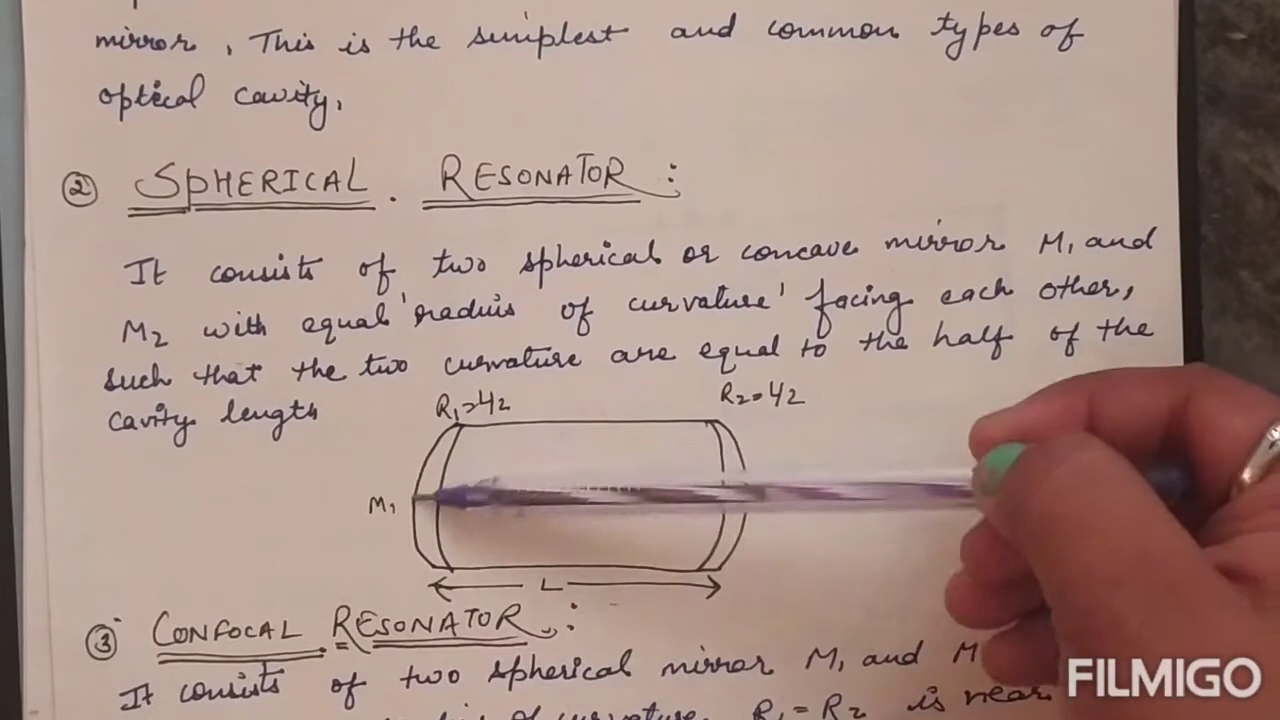 mirror. This is the simplest and common types of
optical cavity.
② SPHERICAL. RESONATOR:
It consists of two spherical or concave mirror M1 and
M2 with equal 'radius of curvature' facing each other,
such that the two curvature are equal to the half of the
cavity length
R1=L/2
R2=L/2
M1
L
③ CONFOCAL RESONATOR:
It consists of two spherical mirror M1 and M
of curvature. R1 = R2 is near
FILMIGO